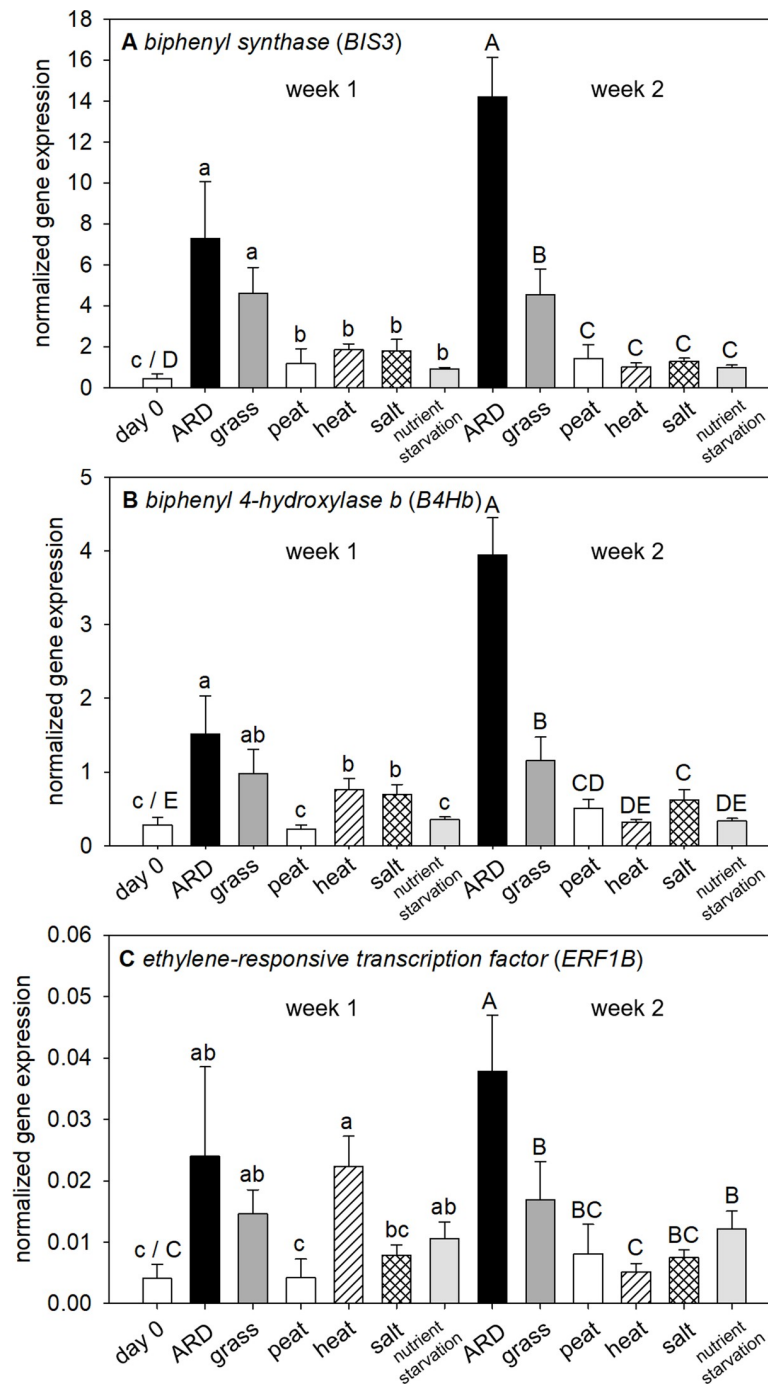 A biphenyl synthase (BIS3)
week 1
week 2
normalized gene expression
18
16
14
12
10
8
6
4
2
0
c / D
a
a
b
b
b
b
A
B
C
C
C
C
day 0
ARD
grass
peat
heat
salt
nutrient
starvation
ARD
grass
peat
heat
salt
nutrient
starvation
B biphenyl 4-hydroxylase b (B4Hb)
week 1
week 2
normalized gene expression
5
4
3
2
1
0
c / E
a
ab
c
b
b
c
A
B
CD
DE
C
DE
day 0
ARD
grass
peat
heat
salt
nutrient
starvation
ARD
grass
peat
heat
salt
nutrient
starvation
C ethylene-responsive transcription factor (ERF1B)
week 1
week 2
normalized gene expression
0.06
0.05
0.04
0.03
0.02
0.01
0.00
c / C
ab
ab
c
a
bc
ab
A
B
BC
C
BC
B
day 0
ARD
grass
peat
heat
salt
nutrient
starvation
ARD
grass
peat
heat
salt
nutrient
starvation